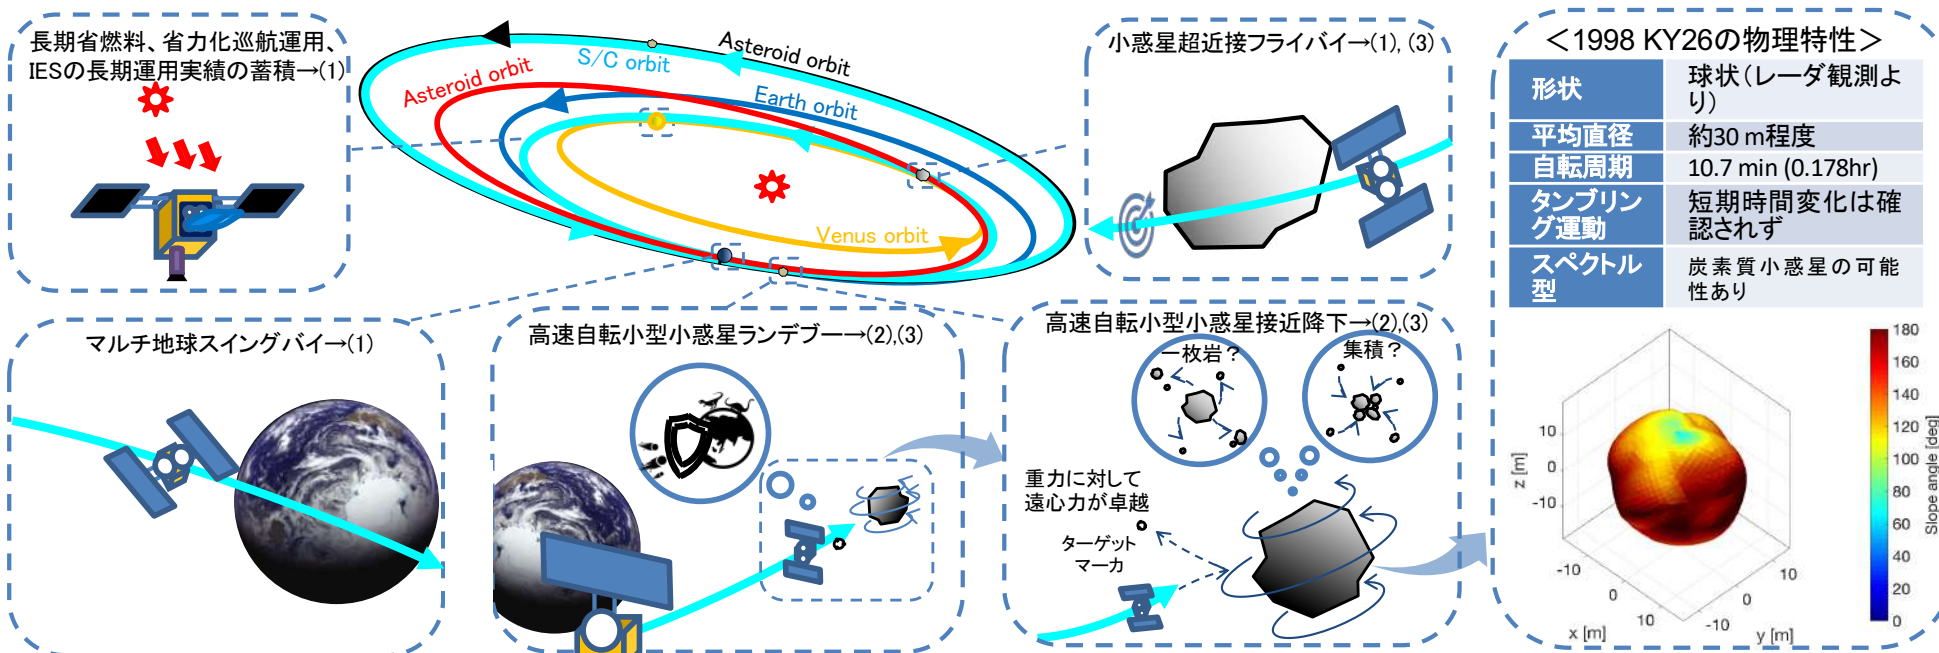 長期省燃料、省力化巡航運用、
IESの長期運用実績の蓄積→(1)
Asteroid orbit
S/C orbit
Asteroid orbit
Earth orbit
Venus orbit
小惑星超近接フライバイ→(1), (3)
マルチ地球スイングバイ→(1)
高速自転小型小惑星ランデブー→(2),(3)
高速自転小型小惑星接近降下→(2),(3)
一枚岩？
集積？
重力に対して
遠心力が卓越
ターゲット
マーカ
＜1998 KY26の物理特性＞
形状
球状（レーダ観測よ
り）
平均直径
約30 m程度
自転周期
10.7 min (0.178hr)
タンブリン
グ運動
短期時間変化は確
認されず
スペクトル
型
炭素質小惑星の可能
性あり
z [m]
10
0
-10
-10
0
10
x [m]
-10
0
10
y [m]
180
160
140
120
100
80
60
40
20
0
Slope angle [deg]